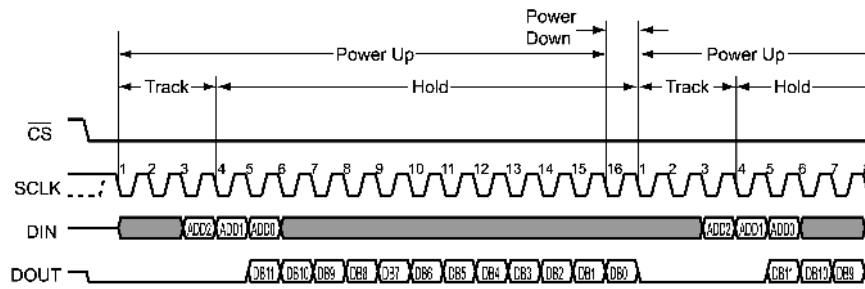 Power Down
Power Up
Power Up
Track
Hold
Track
Hold
CS
SCLK
1 2 3 4 5 6 7 8 9 10 11 12 13 14 15 16 1 2 3 4 5 6 7 8
DIN
ADD2 ADD1 ADD0 ADD2 ADD1 ADD0
DOUT
DB11 DB10 DB9 DB8 DB7 DB6 DB5 DB4 DB3 DB2 DB1 DB0 DB11 DB10 DB9